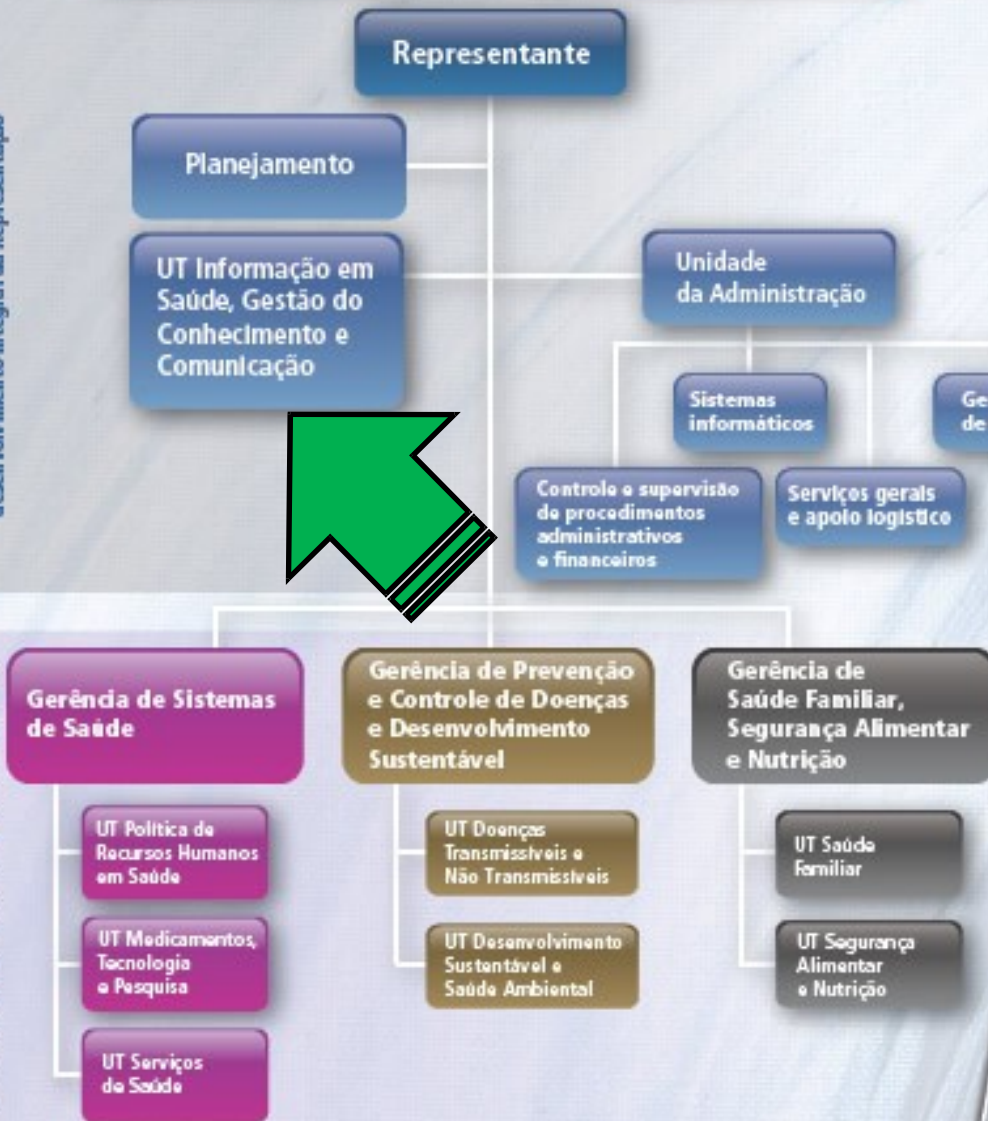 Representante
Planejamento
UT Informação em
Saúde, Gestão do
Conhecimento e
Comunicação
Unidade
da Administração
Sistemas
informáticos
Ge
de
Controle e supervisão
de procedimentos
administrativos
e financeiros
Serviços gerais
e apoio logístico
Gerência de Sistemas
de Saúde
Gerência de Prevenção
e Controle de Doenças
e Desenvolvimento
Sustentável
Gerência de
Saúde Familiar,
Segurança Alimentar
e Nutrição
UT Política de
Recursos Humanos
em Saúde
UT Medicamentos,
Tecnologia
e Pesquisa
UT Serviços
de Saúde
UT Doenças
Transmissíveis e
Não Transmissíveis
UT Desenvolvimento
Sustentável e
Saúde Ambiental
UT Saúde
Familiar
UT Segurança
Alimentar
e Nutrição